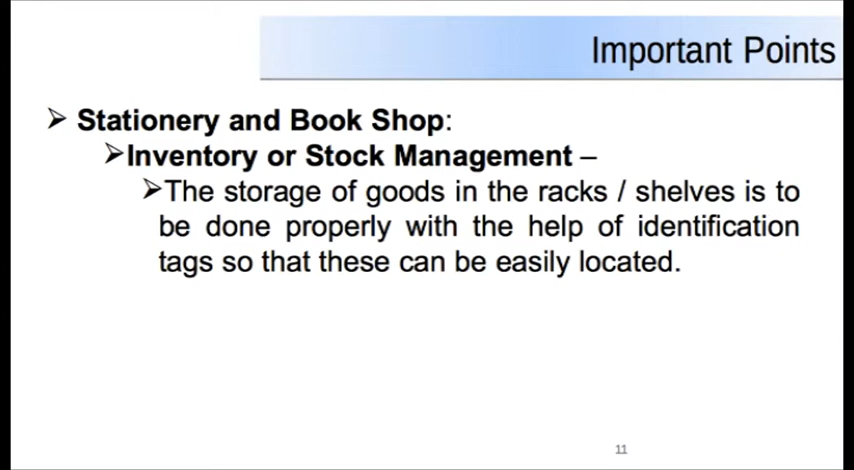 Important Points
➢ Stationery and Book Shop:
➢Inventory or Stock Management –
➢The storage of goods in the racks / shelves is to
be done properly with the help of identification
tags so that these can be easily located.
11